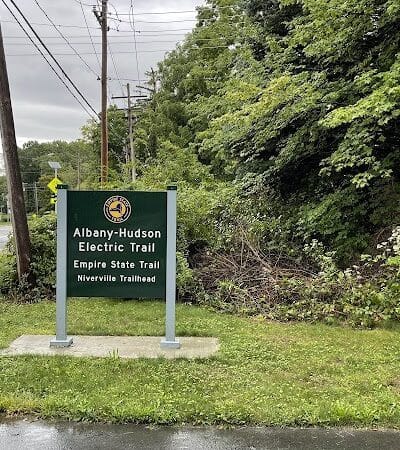 Albany-Hudson
Electric Trail
Empire State Trail
Niverville Trailhead